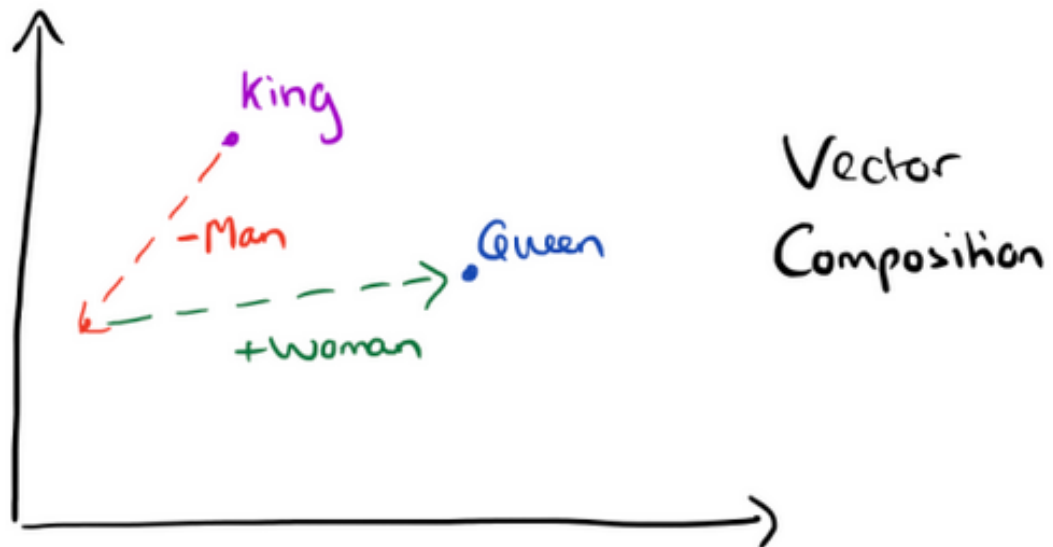 King
-Man
Queen
+Woman
Vector
Composition